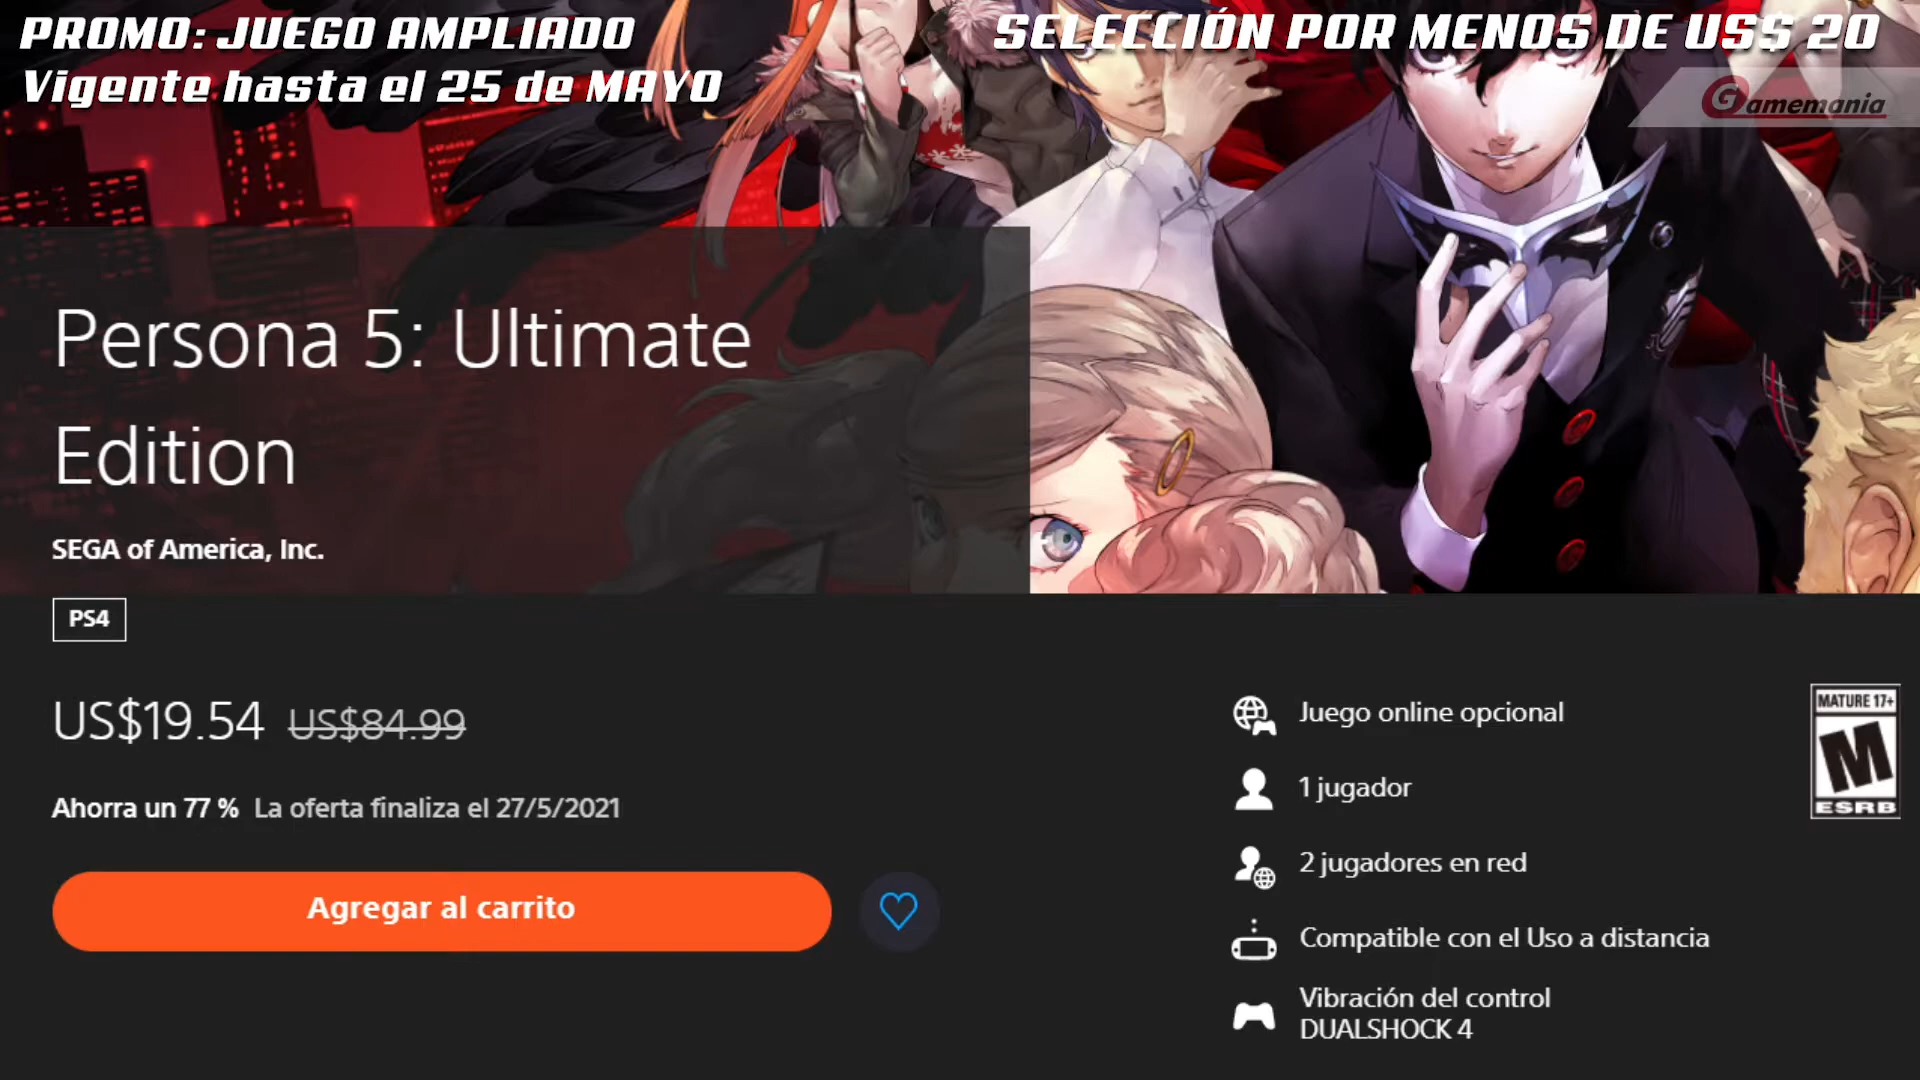 PROMO: JUEGO AMPLIADO
Vigente hasta el 25 de MAYO
SELECCIÓN POR MENOS DE US$ 20
Gamemania
Persona 5: Ultimate
Edition
SEGA of America, Inc.
PS4
US$19.54 US$84.99
Ahorra un 77 % La oferta finaliza el 27/5/2021
Agregar al carrito
Juego online opcional
1 jugador
2 jugadores en red
Compatible con el Uso a distancia
Vibración del control
DUALSHOCK 4
MATURE 17+
M
ESRB